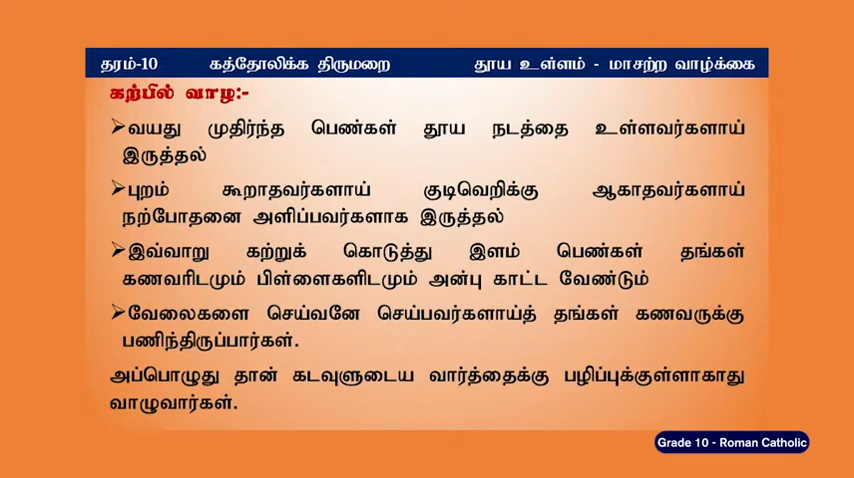 தரம்-10 கத்தோலிக்க திருமறை தூய உள்ளம் - மாசற்ற வாழ்க்கை
கற்பில் வாழ:-
➢வயது முதிர்ந்த பெண்கள் தூய நடத்தை உள்ளவர்களாய்
இருத்தல்
➢புறம் கூறாதவர்களாய் குடிவெறிக்கு ஆகாதவர்களாய்
நற்போதனை அளிப்பவர்களாக இருத்தல்
➢இவ்வாறு கற்றுக் கொடுத்து இளம் பெண்கள் தங்கள்
கணவரிடமும் பிள்ளைகளிடமும் அன்பு காட்ட வேண்டும்
➢வேலைகளை செய்வனே செய்பவர்களாய்த் தங்கள் கணவருக்கு
பணிந்திருப்பார்கள்.
அப்பொழுது தான் கடவுளுடைய வார்த்தைக்கு பழிப்புக்குள்ளாகாது
வாழுவார்கள்.
Grade 10 - Roman Catholic